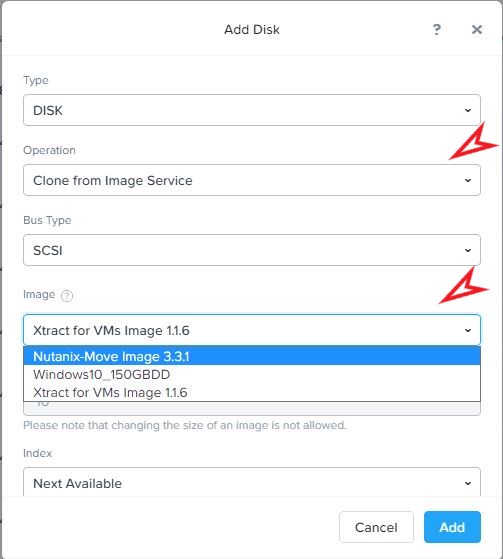 Add Disk
? ×
Type
DISK
Operation
Clone from Image Service
Bus Type
SCSI
Image ?
Xtract for VMs Image 1.1.6
Nutanix-Move Image 3.3.1
Windows10_150GBDD
Xtract for VMs Image 1.1.6
Please note that changing the size of an image is not allowed.
Index
Next Available
Cancel
Add